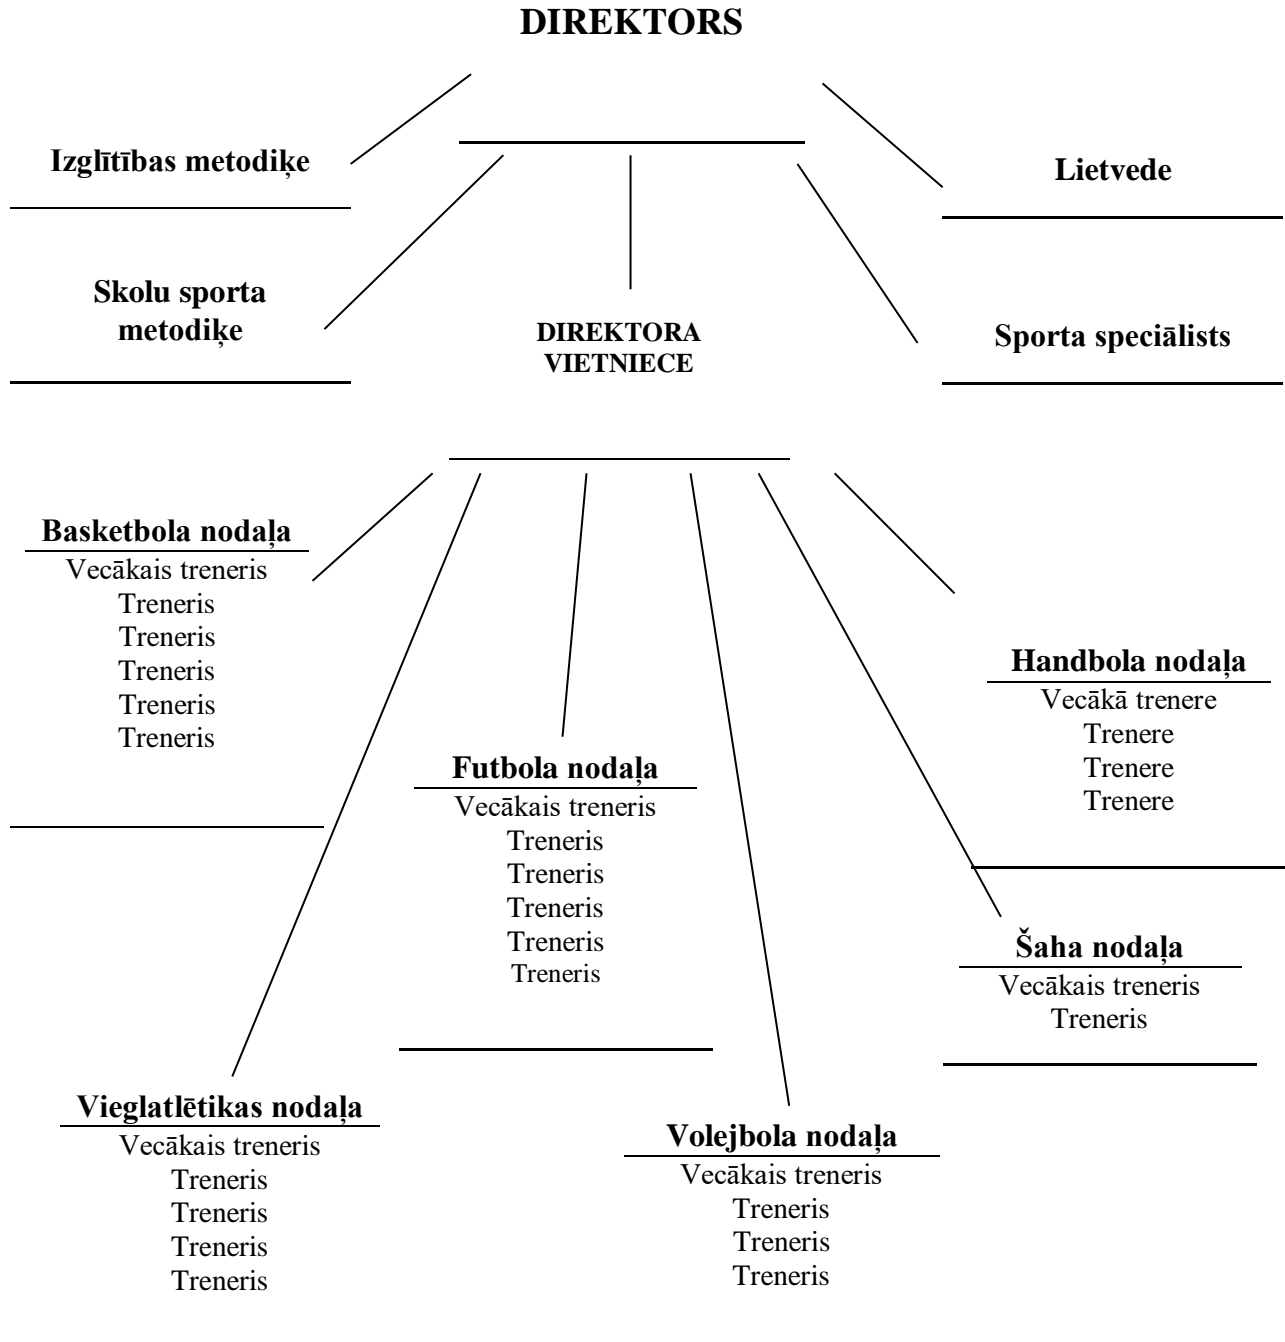 DIREKTORS
Izglītības metodiķe
Lietvede
Skolu sporta
metodiķe
DIREKTORA
VIETNIECE
Sporta speciālists
Basketbola nodaļa
Vecākais treneris
Treneris
Treneris
Treneris
Treneris
Treneris
Handbola nodaļa
Vecākā trenere
Trenere
Trenere
Trenere
Futbola nodaļa
Vecākais treneris
Treneris
Treneris
Treneris
Treneris
Treneris
Šaha nodaļa
Vecākais treneris
Treneris
Vieglatlētikas nodaļa
Vecākais treneris
Treneris
Treneris
Treneris
Treneris
Volejbola nodaļa
Vecākais treneris
Treneris
Treneris
Treneris